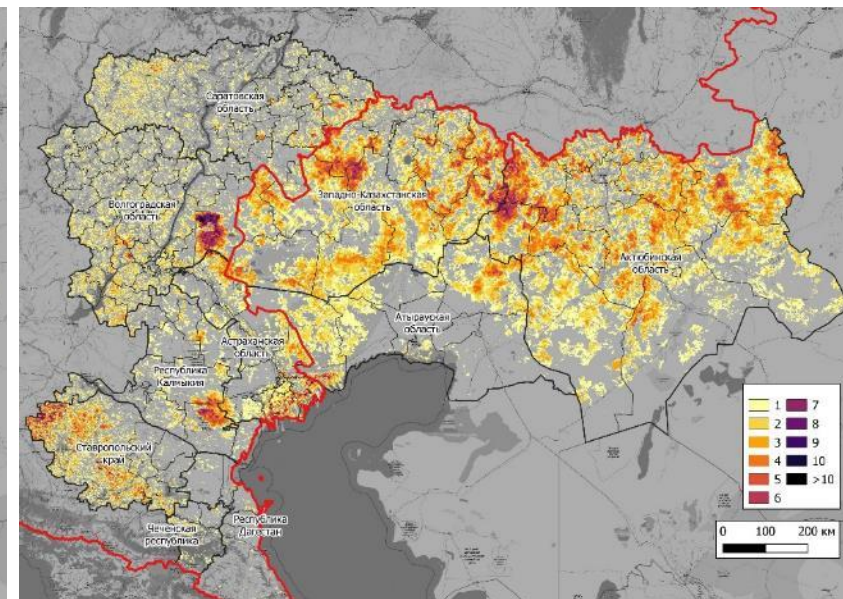 Саратовская
область
Волгоградская
область
Западно-Казахстанская
область
Актюбинская
область
Атырауская
область
Астраханская
область
Республика
Калмыкия
Ставропольский
край
Чеченская
республика
Республика
Дагестан
1 7
2 8
3 9
4 10
5 >10
6
0 100 200 км